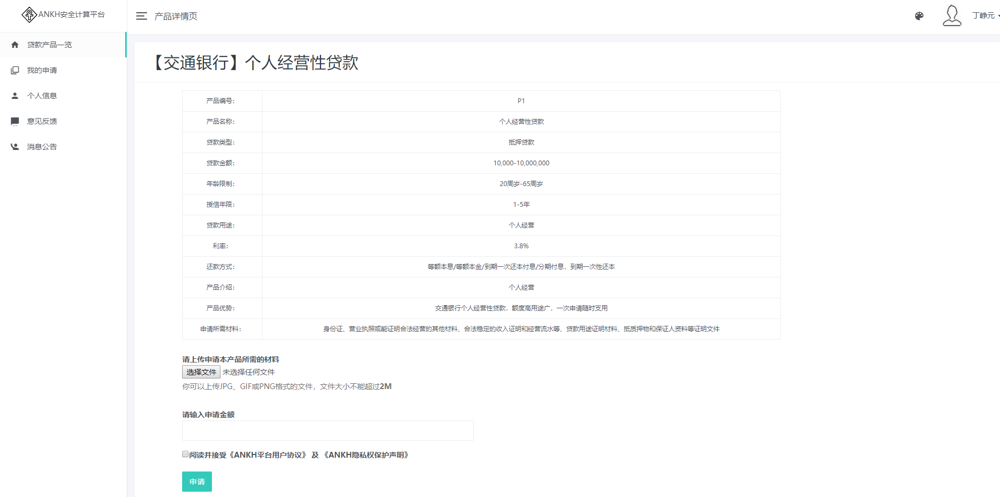 ANKH安全计算平台
产品详情页
丁峥元
贷款产品一览
我的申请
个人信息
意见反馈
消息公告
【交通银行】个人经营性贷款
产品编号： P1
产品名称： 个人经营性贷款
贷款类型： 抵押贷款
贷款金额： 10,000-10,000,000
年龄限制： 20周岁-65周岁
授信年限： 1-5年
贷款用途： 个人经营
利率： 3.8%
还款方式： 等额本息/等额本金/到期一次还本付息/分期付息，到期一次性还本
产品介绍： 个人经营
产品优势： 交通银行个人经营性贷款，额度高用途广，一次申请随时支用
申请所需材料： 身份证、营业执照或能证明合法经营的其他材料、合法稳定的收入证明和经营流水等、贷款用途证明材料、抵质押物和保证人资料等证明文件
请上传申请本产品所需的材料
选择文件 未选择任何文件
你可以上传JPG、GIF或PNG格式的文件，文件大小不能超过2M
请输入申请金额
阅读并接受《ANKH平台用户协议》 及 《ANKH隐私权保护声明》
申请